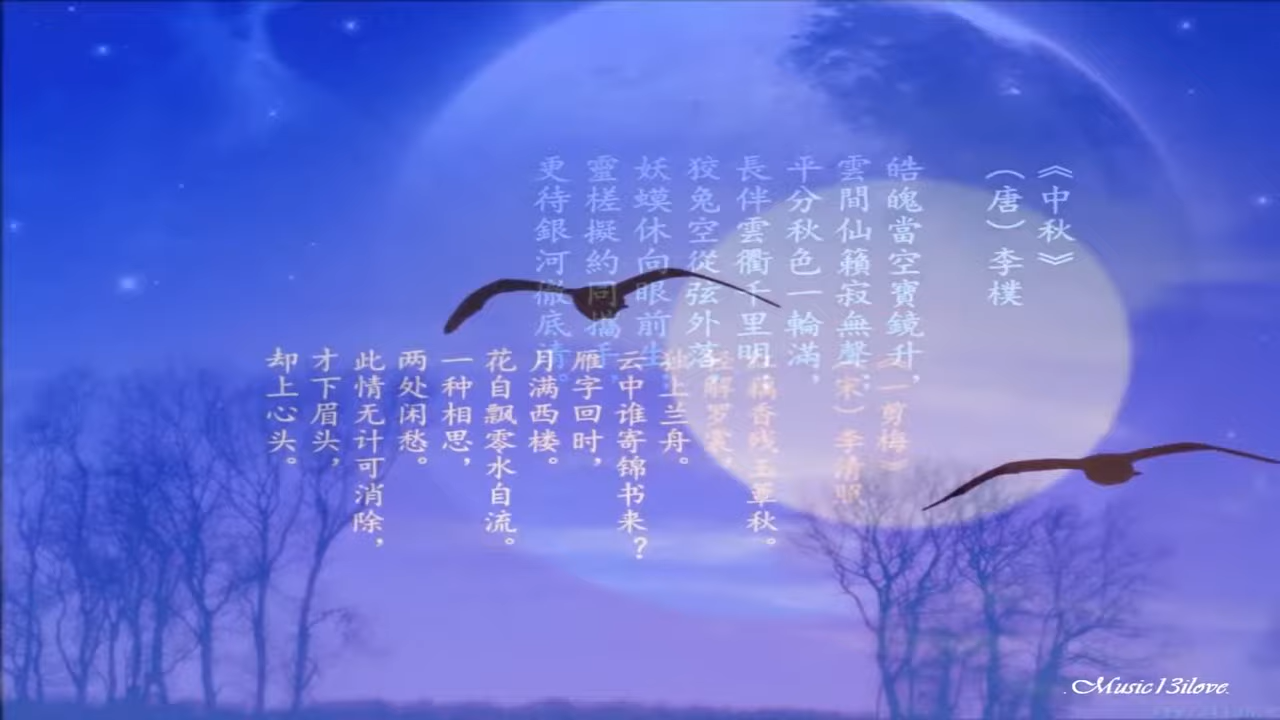 《中秋》
（唐）李樸
皓魄當空寶鏡升，
雲間仙籟寂無聲；
平分秋色一輪滿，
長伴雲衢千里明。
狡兔空從弦外落，
妖蟆休向眼前生。
靈槎擬約同攜手，
更待銀河徹底清。
《一剪梅》
（宋）李清照
红藕香残玉簟秋。
轻解罗裳，
独上兰舟。
云中谁寄锦书来？
雁字回时，
月满西楼。
花自飘零水自流。
一种相思，
两处闲愁。
此情无计可消除，
才下眉头，
却上心头。
Music13ilove